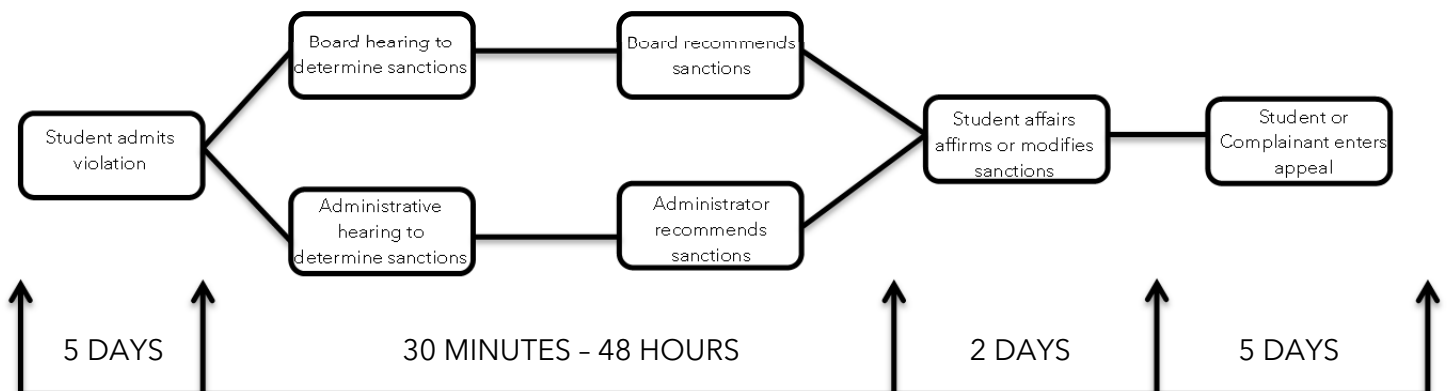 Student admits
violation
Board hearing to
determine sanctions
Board recommends
sanctions
Administrative
hearing to
determine sanctions
Administrator
recommends
sanctions
Student affairs
affirms or modifies
sanctions
Student or
Complainant enters
appeal
5 DAYS
30 MINUTES – 48 HOURS
2 DAYS
5 DAYS